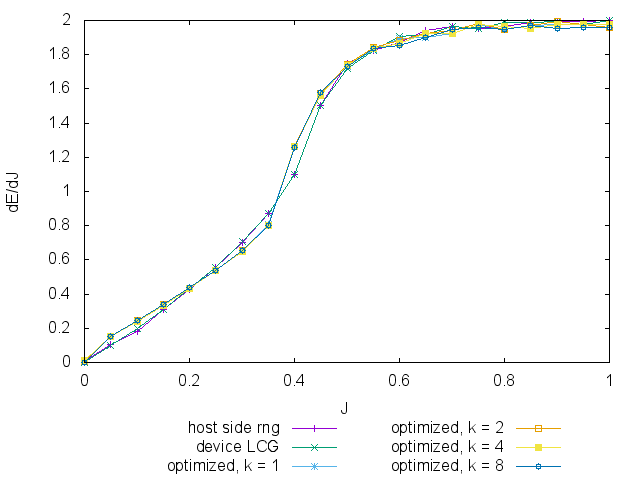 2
1.8
1.6
1.4
1.2
1
0.8
0.6
0.4
0.2
0
dE/dJ
0 0.2 0.4 0.6 0.8 1
J
host side rng optimized, k = 2
device LCG optimized, k = 4
optimized, k = 1 optimized, k = 8